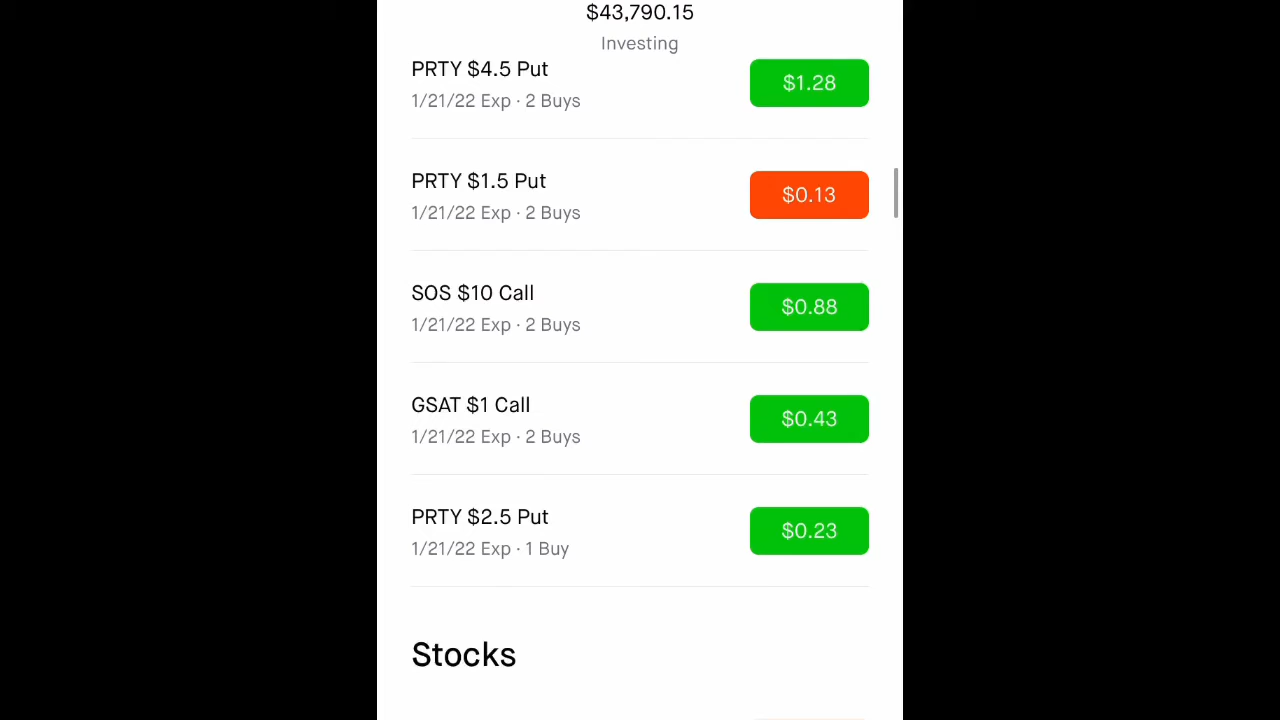 $43,790.15
Investing
PRTY $4.5 Put
$1.28
1/21/22 Exp · 2 Buys
PRTY $1.5 Put
$0.13
1/21/22 Exp · 2 Buys
SOS $10 Call
$0.88
1/21/22 Exp · 2 Buys
GSAT $1 Call
$0.43
1/21/22 Exp · 2 Buys
PRTY $2.5 Put
$0.23
1/21/22 Exp · 1 Buy
Stocks